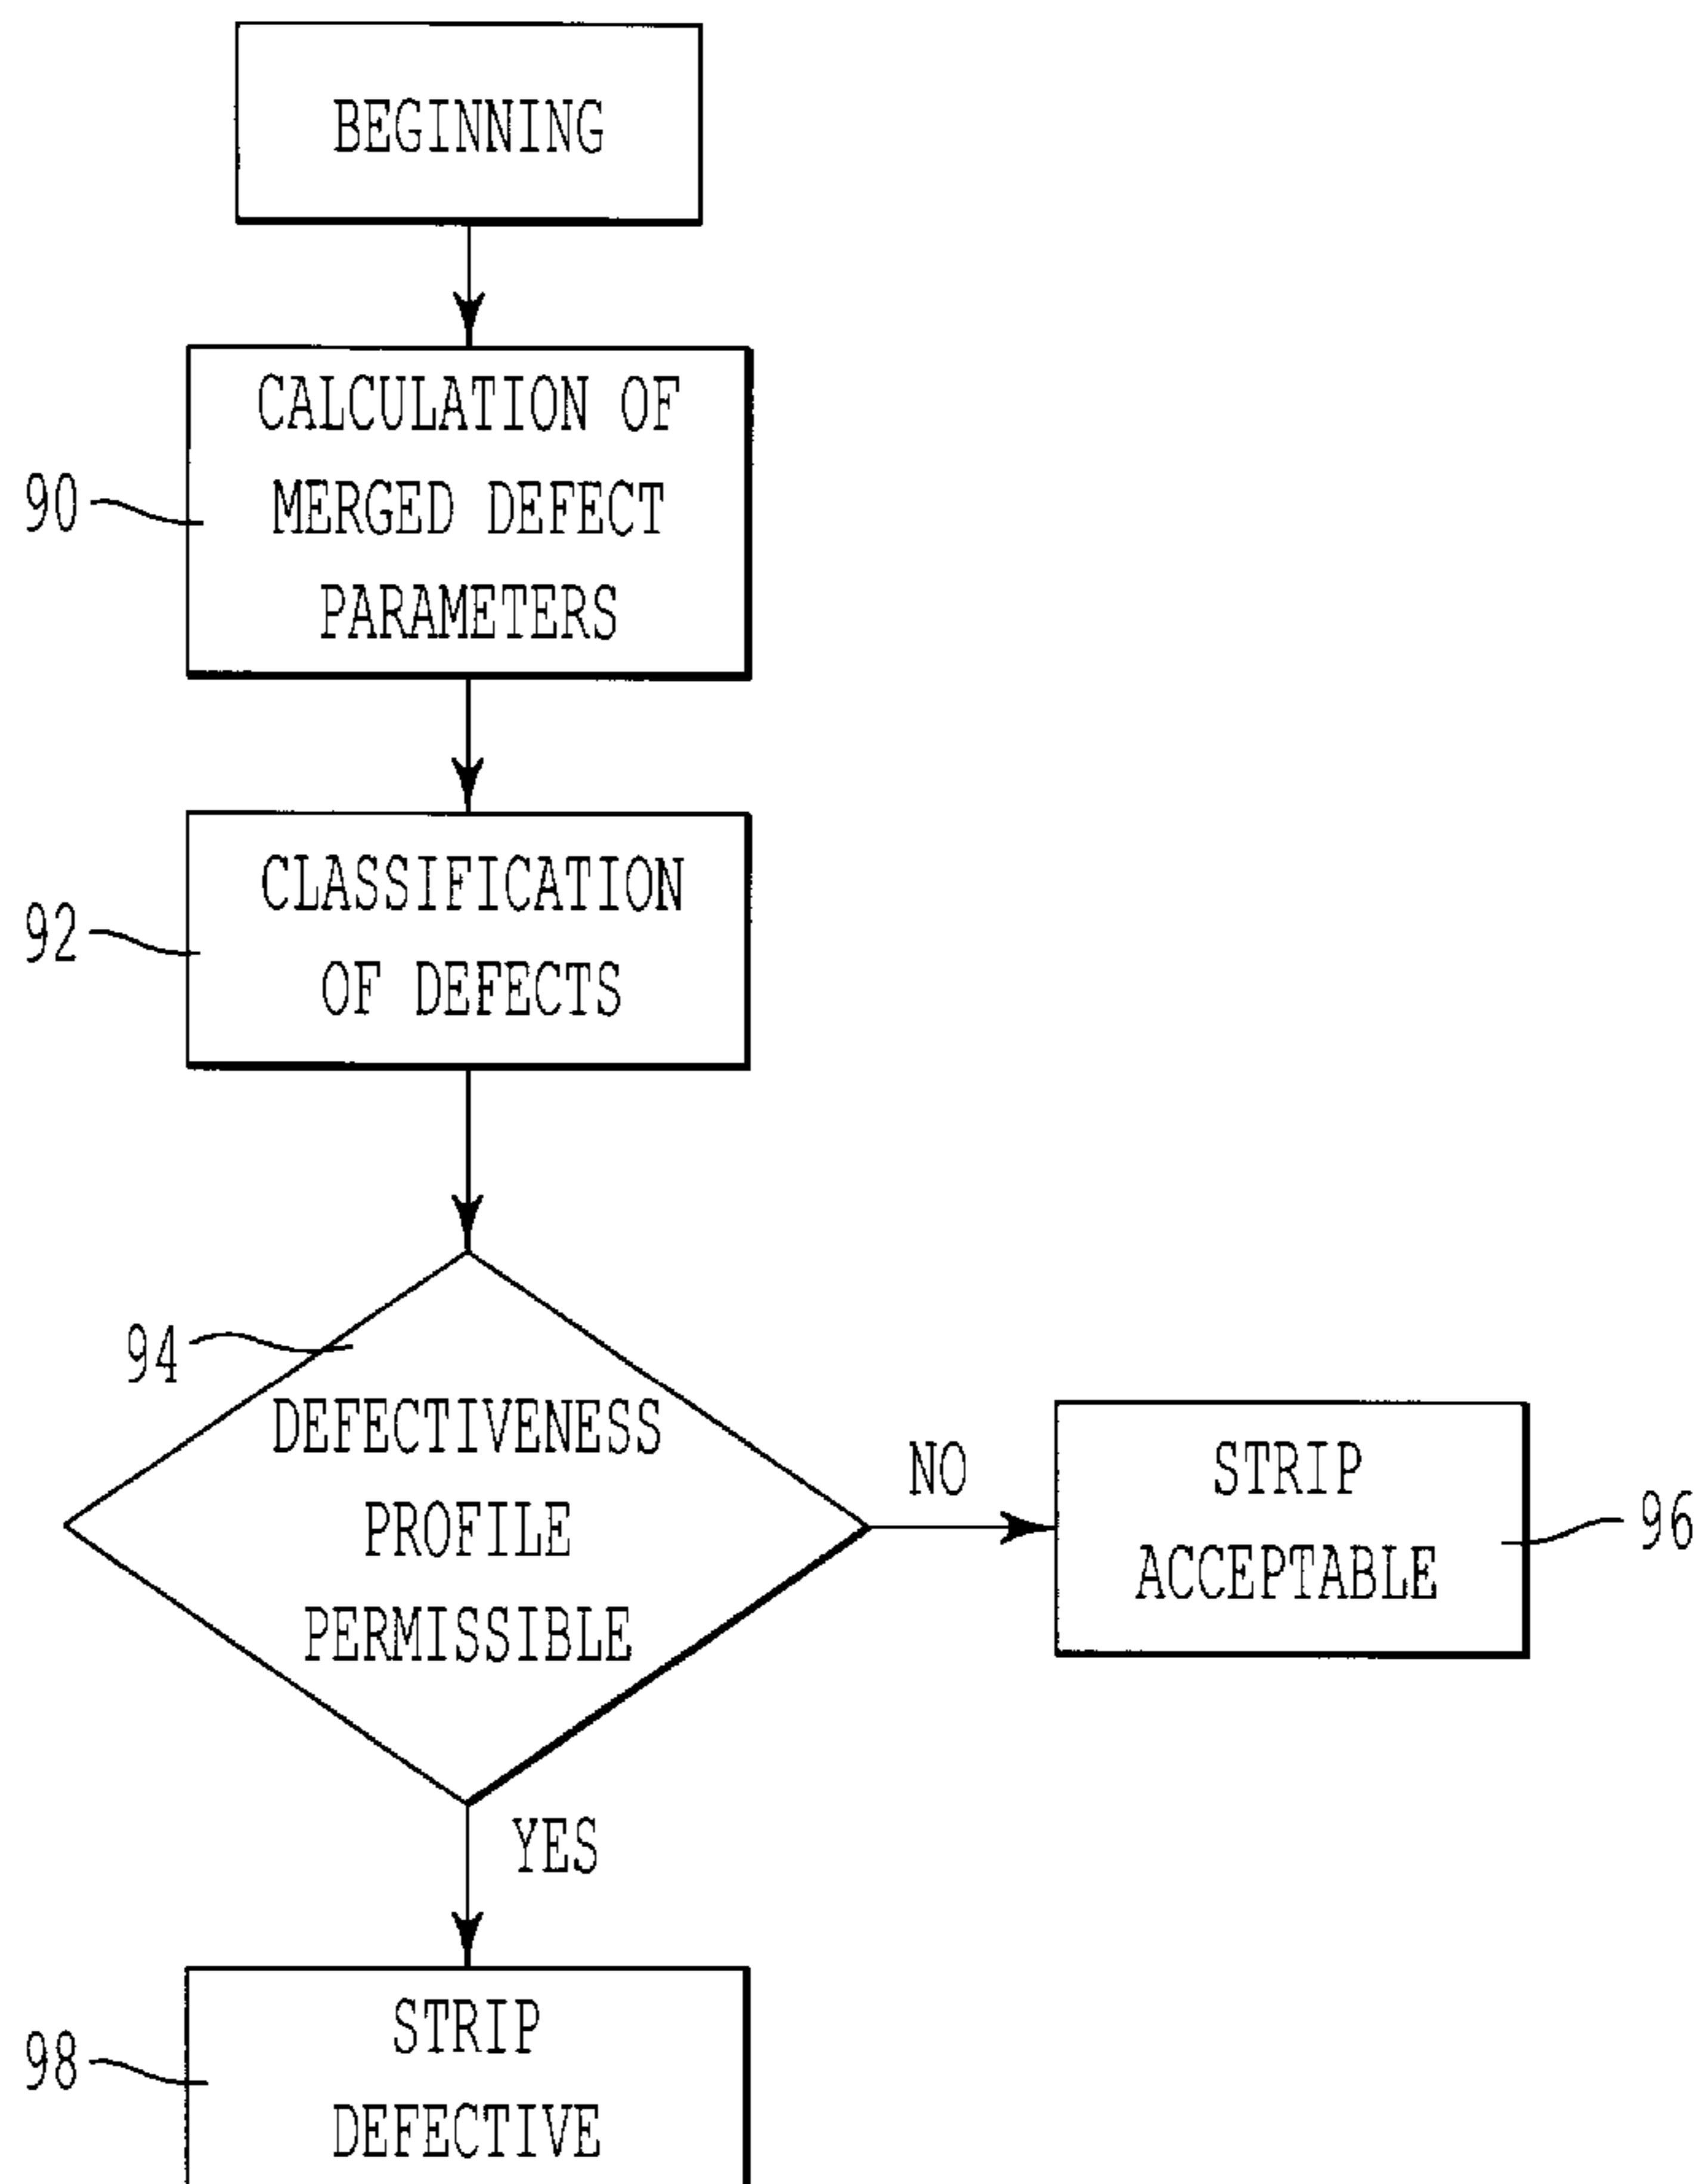 BEGINNING
CALCULATION OF
MERGED DEFECT
PARAMETERS
90
CLASSIFICATION
OF DEFECTS
92
94
DEFECTIVENESS
PROFILE
PERMISSIBLE
NO
STRIP
ACCEPTABLE
96
YES
STRIP
DEFECTIVE
98